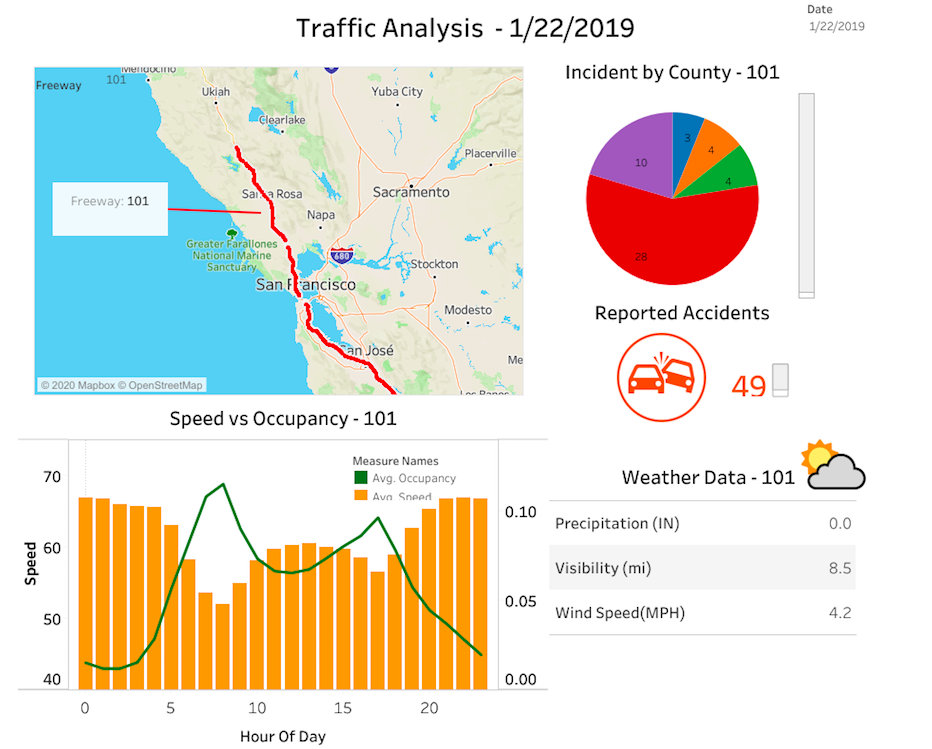 Traffic Analysis - 1/22/2019
Date
1/22/2019
Freeway
101
Mendocino
Ukiah
Clearlake
Yuba City
Placerville
Sacramento
Santa Rosa
Napa
Freeway: 101
Greater Farallones
National Marine
Sanctuary
680
Stockton
San Francisco
Modesto
San José
Me
Los Banos
© 2020 Mapbox © OpenStreetMap
Incident by County - 101
3
4
4
10
28
Reported Accidents
49
Speed vs Occupancy - 101
Measure Names
Avg. Occupancy
Avg. Speed
Speed
70
60
50
40
0.10
0.05
0.00
0
5
10
15
20
Hour Of Day
Weather Data - 101
Precipitation (IN) 0.0
Visibility (mi) 8.5
Wind Speed(MPH) 4.2